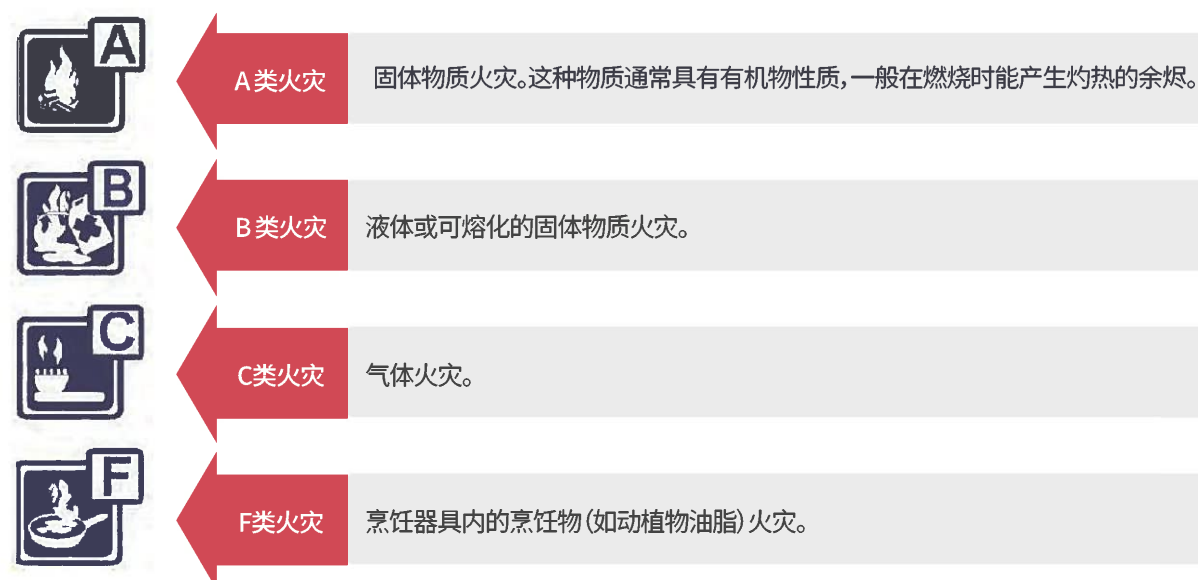 A
A 类火灾
固体物质火灾。这种物质通常具有有机物性质,一般在燃烧时能产生灼热的余烬。
B
B 类火灾
液体或可熔化的固体物质火灾。
C
C类火灾
气体火灾。
F
F类火灾
烹饪器具内的烹饪物(如动植物油脂)火灾。